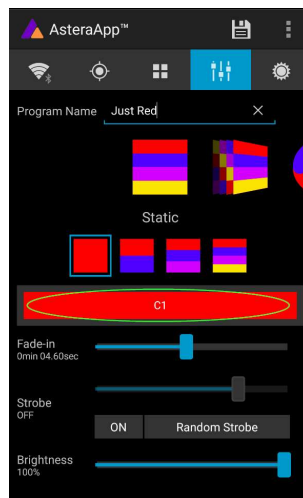 AsteraApp™
Program Name Just Red
Static
C1
Fade-in
0min 04.60sec
Strobe
OFF
ON Random Strobe
Brightness
100%